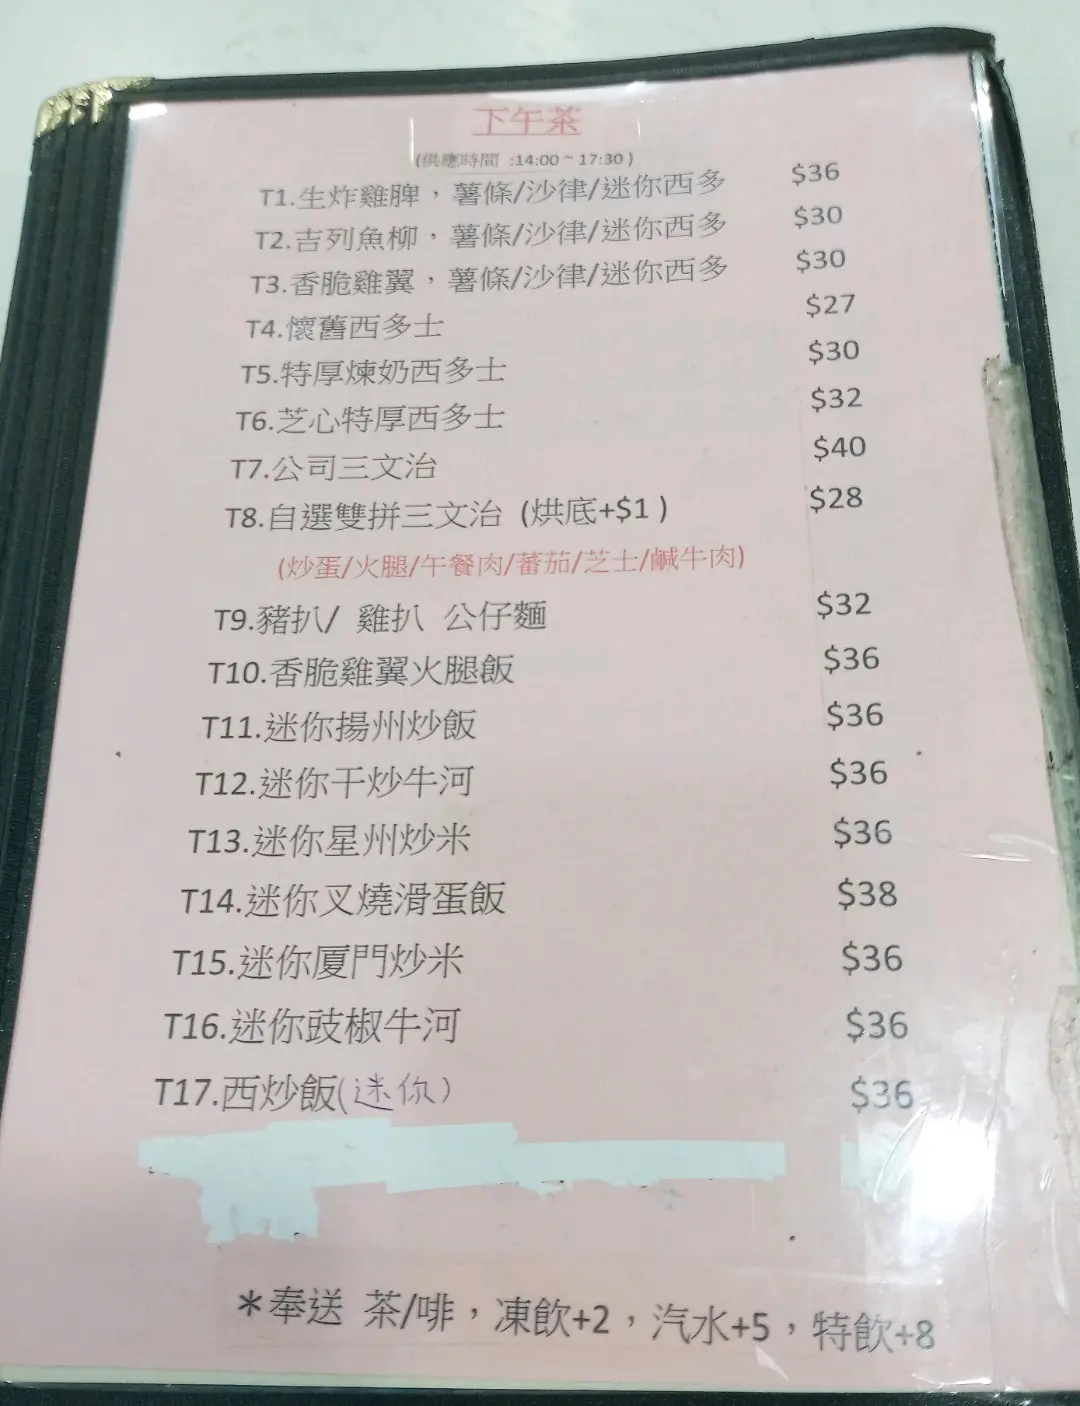 下午茶
(供應時間 :14:00 ~ 17:30 )
T1.生炸雞脾，薯條/沙律/迷你西多 $36
T2.吉列魚柳，薯條/沙律/迷你西多 $30
T3.香脆雞翼，薯條/沙律/迷你西多 $30
T4.懷舊西多士 $27
T5.特厚煉奶西多士 $30
T6.芝心特厚西多士 $32
T7.公司三文治 $40
T8.自選雙拼三文治 (烘底+$1 ) $28
(炒蛋/火腿/午餐肉/蕃茄/芝士/鹹牛肉)
T9.豬扒/ 雞扒 公仔麵 $32
T10.香脆雞翼火腿飯 $36
T11.迷你揚州炒飯 $36
T12.迷你干炒牛河 $36
T13.迷你星州炒米 $36
T14.迷你叉燒滑蛋飯 $38
T15.迷你厦門炒米 $36
T16.迷你豉椒牛河 $36
T17.西炒飯(迷你) $36
＊奉送 茶/啡，凍飲+2，汽水+5，特飲+8